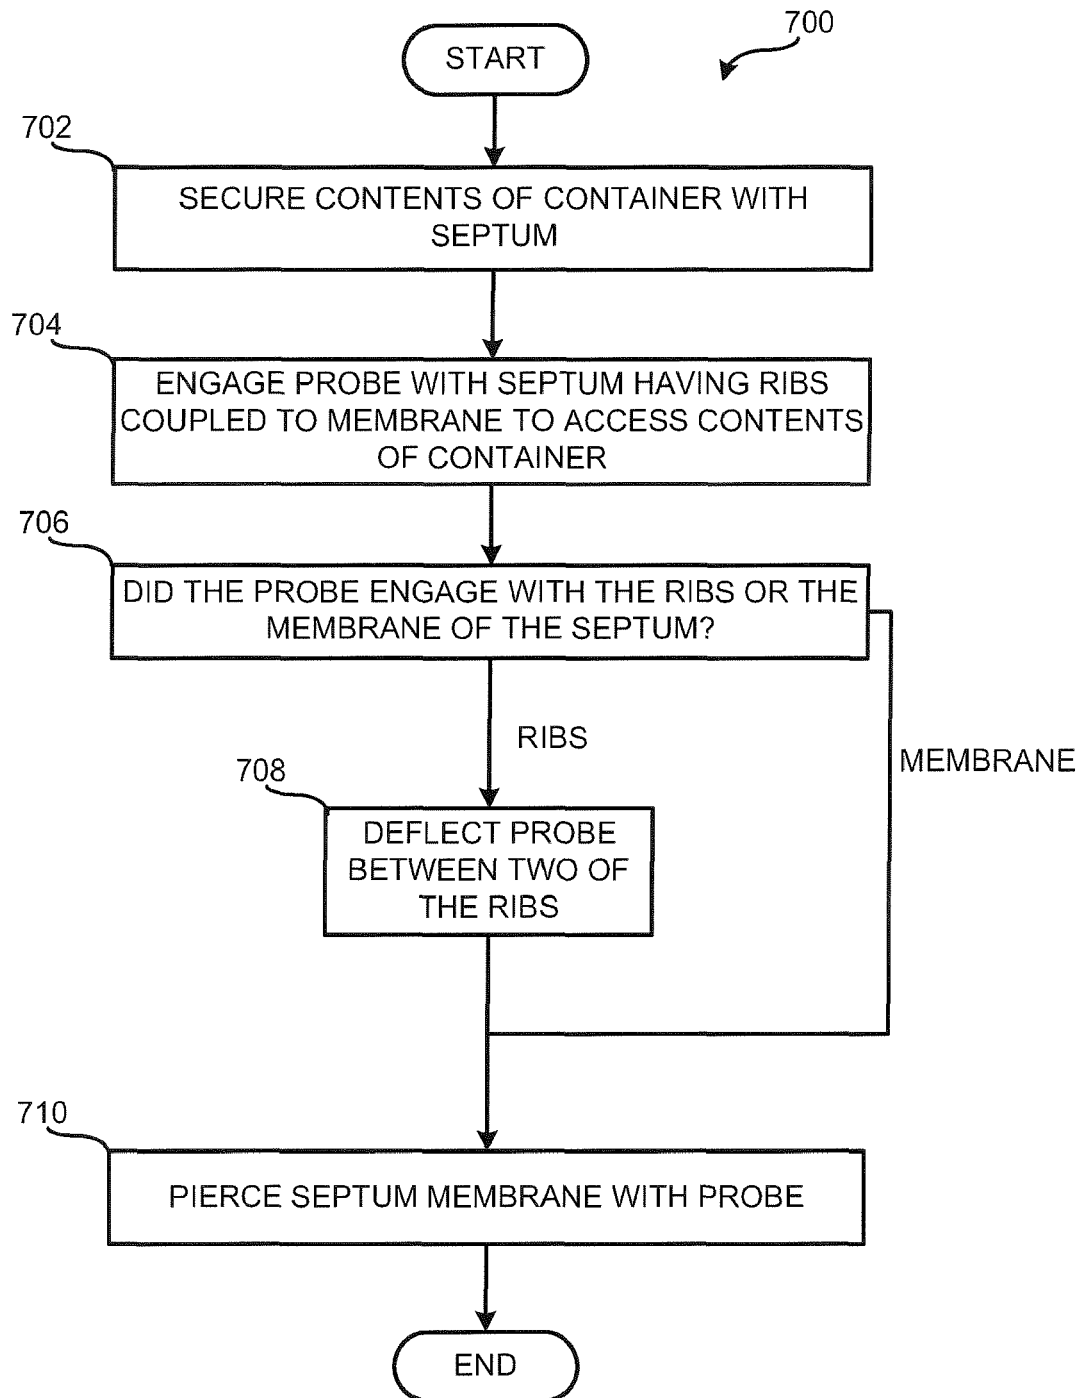 700
START
702
SECURE CONTENTS OF CONTAINER WITH
SEPTUM
704
ENGAGE PROBE WITH SEPTUM HAVING RIBS
COUPLED TO MEMBRANE TO ACCESS CONTENTS
OF CONTAINER
706
DID THE PROBE ENGAGE WITH THE RIBS OR THE
MEMBRANE OF THE SEPTUM?
RIBS
MEMBRANE
708
DEFLECT PROBE
BETWEEN TWO OF
THE RIBS
710
PIERCE SEPTUM MEMBRANE WITH PROBE
END